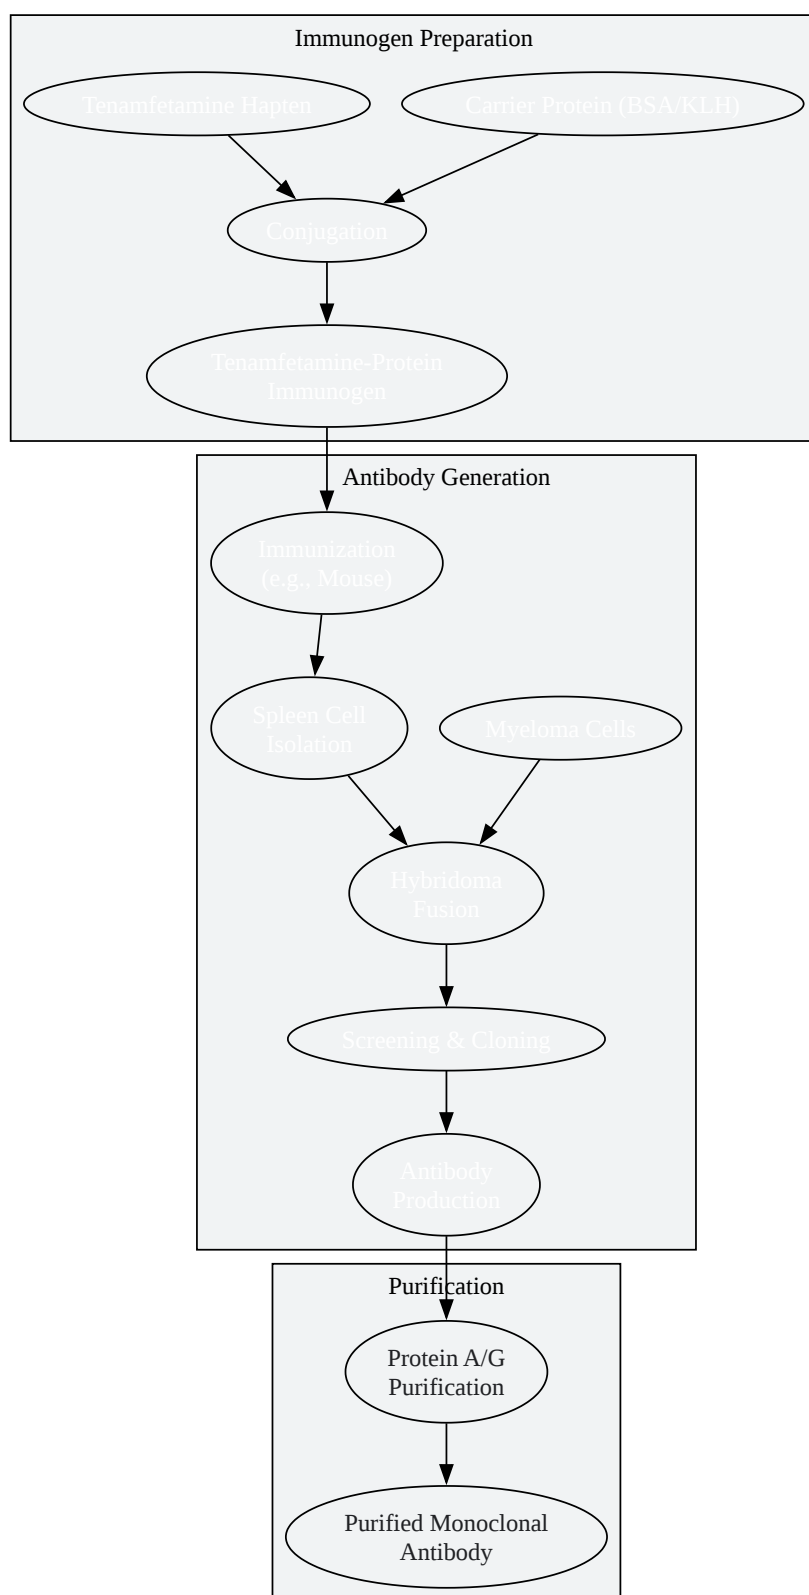 Immunogen Preparation
Tenamfetamine Hapten
Carrier Protein (BSA/KLH)
Conjugation
Tenamfetamine-Protein
Immunogen
Antibody Generation
Immunization
(e.g., Mouse)
Spleen Cell
Isolation
Myeloma Cells
Hybridoma
Fusion
Screening & Cloning
Antibody
Production
Purification
Protein A/G
Purification
Purified Monoclonal
Antibody